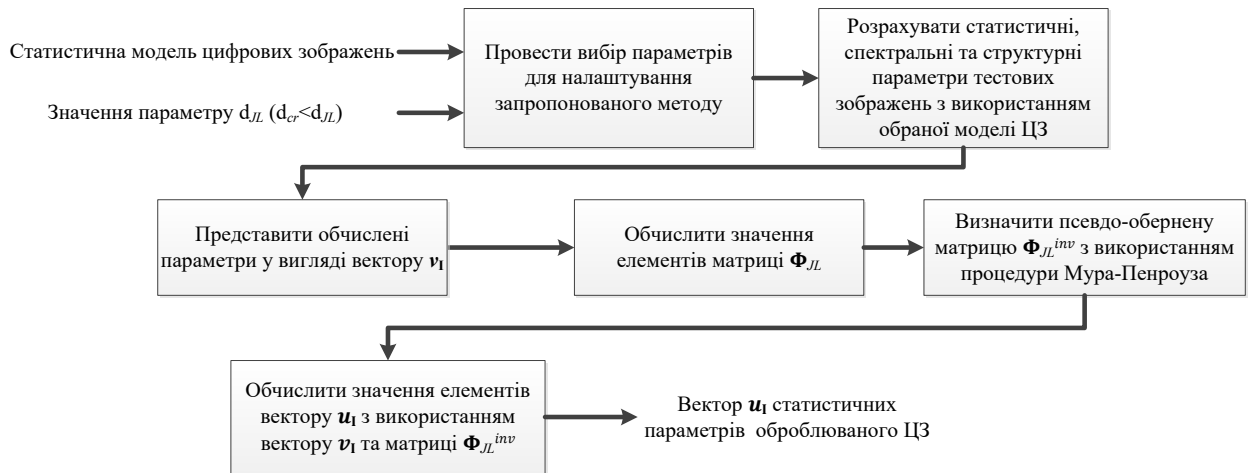 Статистична модель цифрових зображень
Значення параметру d_JL (d_cr<d_JL)
Провести вибір параметрів
для налаштування
запропонованого методу
Розрахувати статистичні,
спектральні та структурні
параметри тестових
зображень з використанням
обраної моделі ЦЗ
Представити обчислені
параметри у вигляді вектору v_I
Обчислити значення
елементів матриці Φ_JL
Визначити псевдо-обернену
матрицю Φ_JL^inv з використанням
процедури Мура-Пенроуза
Обчислити значення елементів
вектору u_I з використанням
вектору v_I та матриці Φ_JL^inv
Вектор u_I статистичних
параметрів оброблюваного ЦЗ